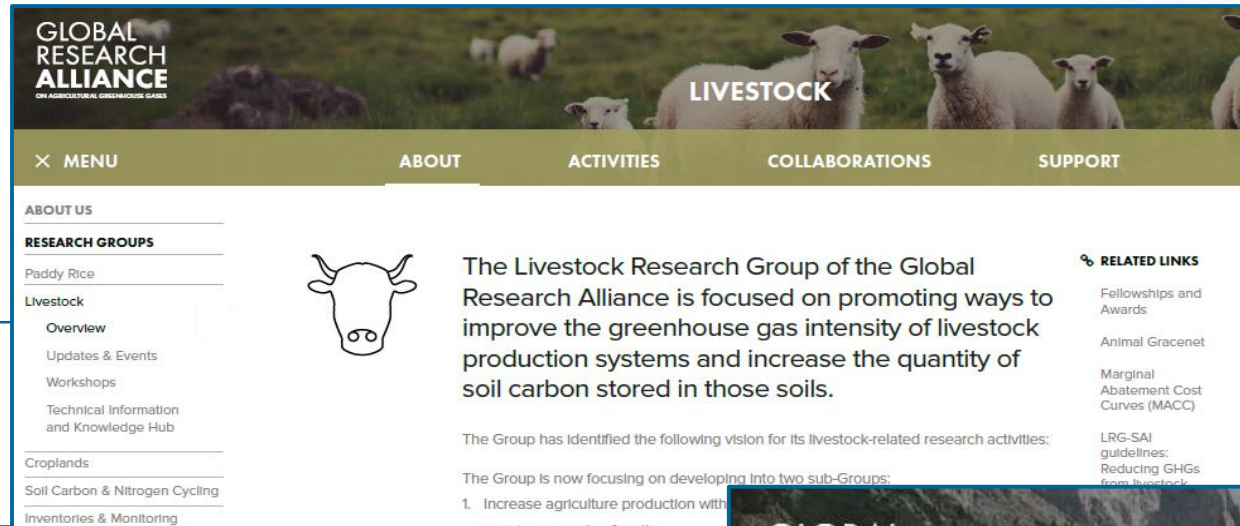 GLOBAL
RESEARCH
ALLIANCE
ON AGRICULTURAL GREENHOUSE GASES
LIVESTOCK
× MENU
ABOUT
ACTIVITIES
COLLABORATIONS
SUPPORT
ABOUT US
RESEARCH GROUPS
Paddy Rice
Livestock
Overview
Updates & Events
Workshops
Technical Information
and Knowledge Hub
Croplands
Soil Carbon & Nitrogen Cycling
Inventories & Monitoring
The Livestock Research Group of the Global
Research Alliance is focused on promoting ways to
improve the greenhouse gas intensity of livestock
production systems and increase the quantity of
soil carbon stored in those soils.
The Group has identified the following vision for its livestock-related research activities:
The Group is now focusing on developing into two sub-Groups:
1. Increase agriculture production with
RELATED LINKS
Fellowships and
Awards
Animal Gracenet
Marginal
Abatement Cost
Curves (MACC)
LRG-SAI
guidelines:
Reducing GHGs
from livestock